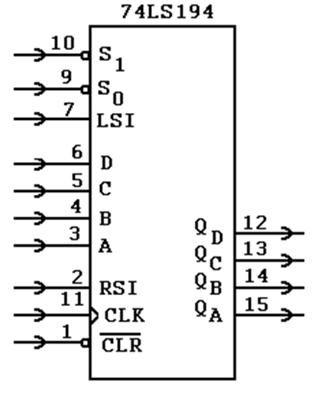 74LS194
10 S1
9 S0
7 LSI
6 D
5 C
4 B
3 A
QD 12
QC 13
QB 14
QA 15
2 RSI
11 CLK
1 CLR